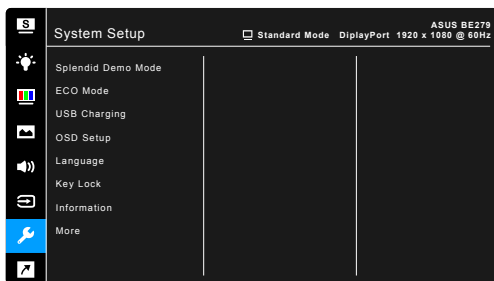 S
System Setup
ASUS BE279
Standard Mode DiplayPort 1920 x 1080 @ 60Hz
Splendid Demo Mode
ECO Mode
USB Charging
OSD Setup
Language
Key Lock
Information
More